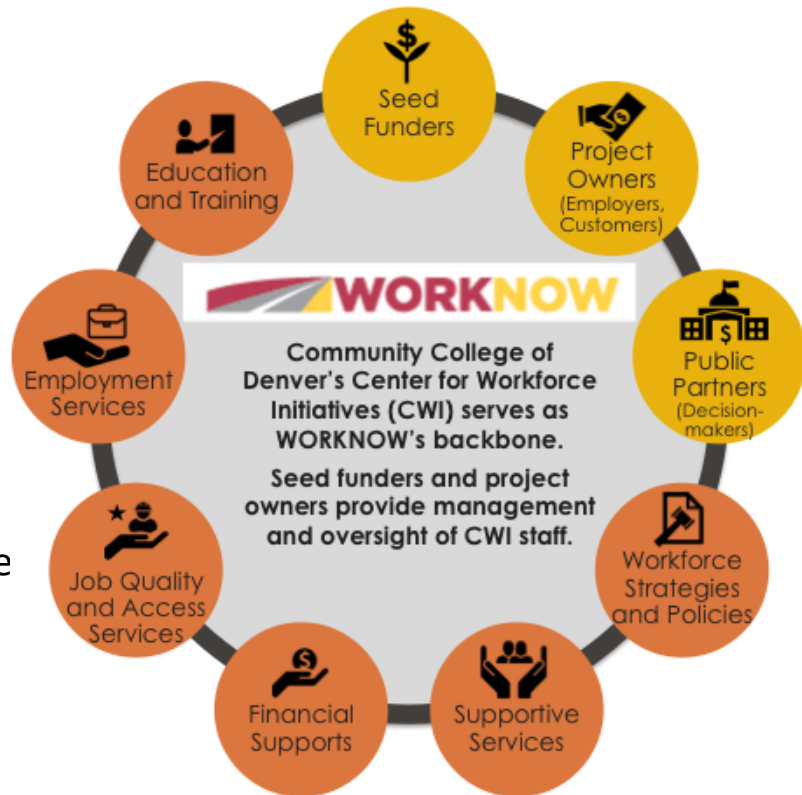 $
Seed
Funders
Project
Owners
(Employers,
Customers)
$
Public
Partners
(Decision-
makers)
Workforce
Strategies
and Policies
Supportive
Services
$
Financial
Supports
Job Quality
and Access
Services
Employment
Services
Education
and Training
WORKNOW
Community College of
Denver's Center for Workforce
Initiatives (CWI) serves as
WORKNOW's backbone.
Seed funders and project
owners provide management
and oversight of CWI staff.
e